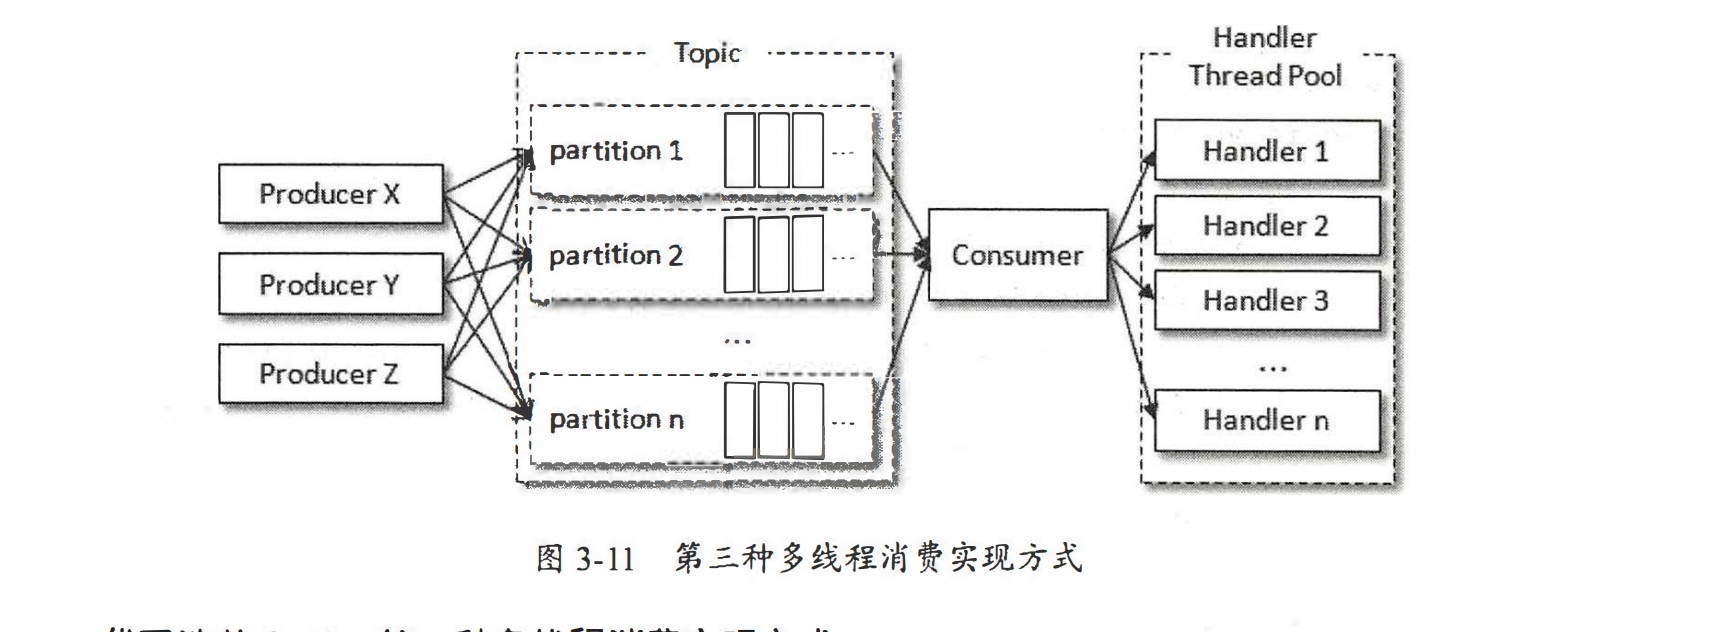 Topic
Handler
Thread Pool
partition 1
...
Handler 1
Producer X
Handler 2
partition 2
...
Consumer
Producer Y
Handler 3
...
...
Producer Z
partition n
...
Handler n
图 3-11 第三种多线程消费实现方式